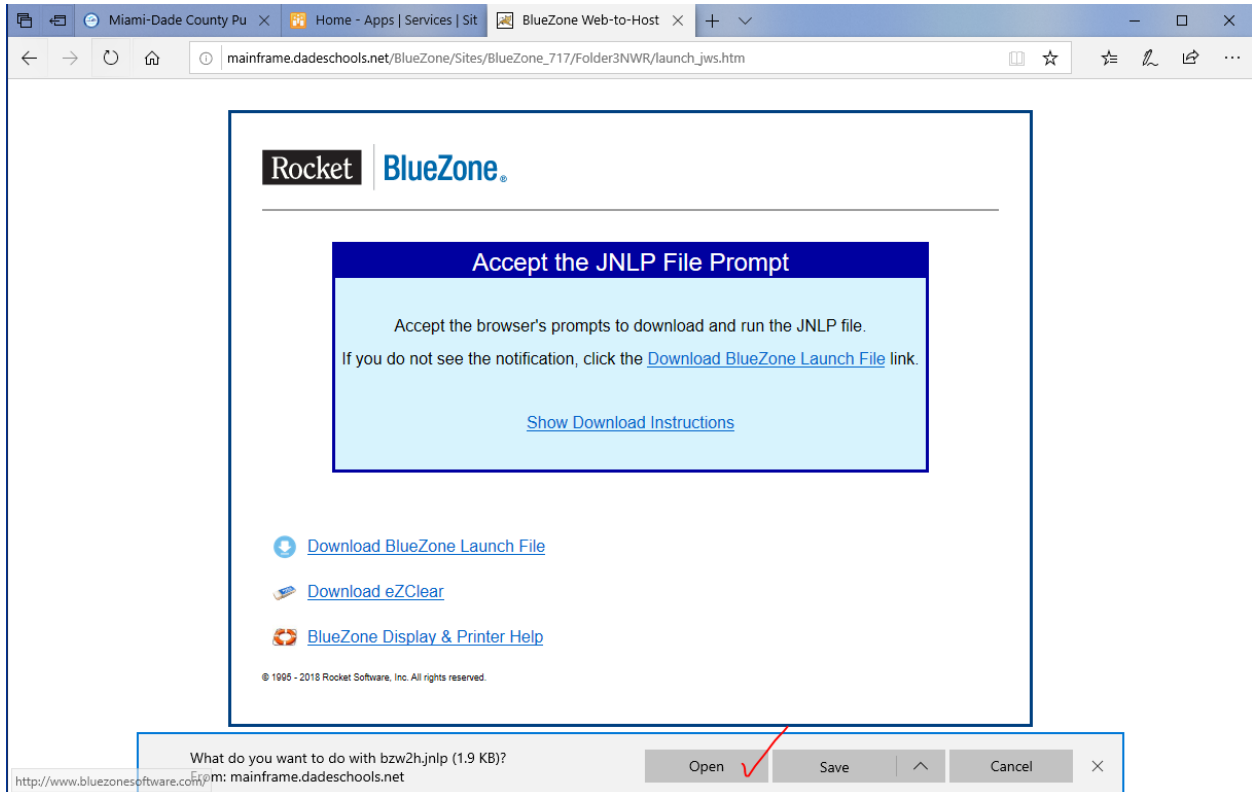 Miami-Dade County Pu
Home - Apps | Services | Sit
BlueZone Web-to-Host
mainframe.dadeschools.net/BlueZone/Sites/BlueZone_717/Folder3NWR/launch_jws.htm
Rocket BlueZone®
Accept the JNLP File Prompt
Accept the browser's prompts to download and run the JNLP file.
If you do not see the notification, click the Download BlueZone Launch File link.
Show Download Instructions
Download BlueZone Launch File
Download eZClear
BlueZone Display & Printer Help
© 1995 - 2018 Rocket Software, Inc. All rights reserved.
What do you want to do with bzw2h.jnlp (1.9 KB)?
From: mainframe.dadeschools.net
Open
Save
Cancel
http://www.bluezonesoftware.com/